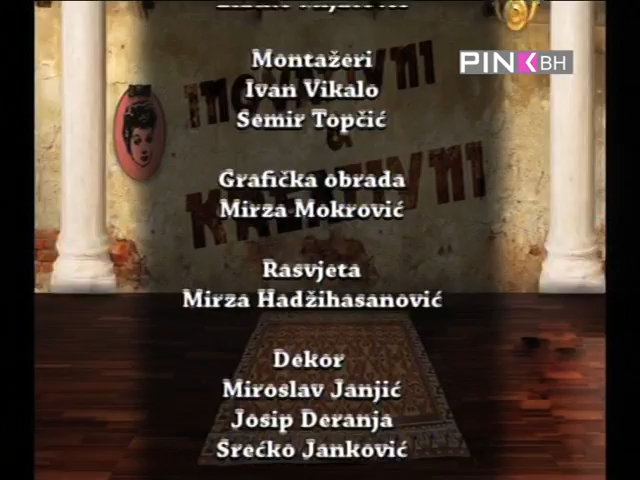 PINK BH
Montažeri
Ivan Vikalo
Semir Topčić
Grafička obrada
Mirza Mokrović
Rasvjeta
Mirza Hadžihasanović
Dekor
Miroslav Janjić
Josip Deranja
Srećko Janković
&